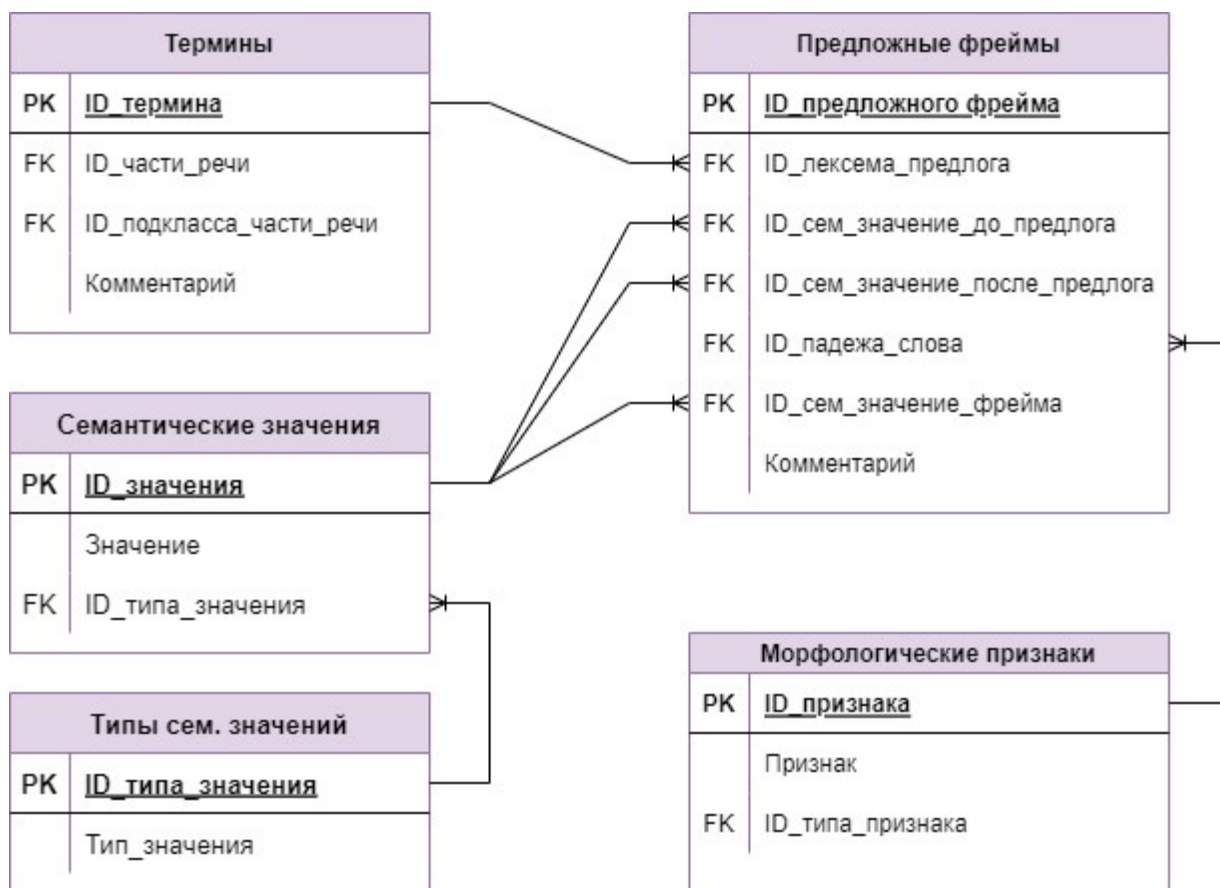 Термины
PK ID_термина
FK ID_части_речи
FK ID_подкласса_части_речи
Комментарий
Предложные фреймы
PK ID_предложного фрейма
FK ID_лексема_предлога
FK ID_сем_значение_до_предлога
FK ID_сем_значение_после_предлога
FK ID_падежа_слова
FK ID_сем_значение_фрейма
Комментарий
Семантические значения
PK ID_значения
Значение
FK ID_типа_значения
Типы сем. значений
PK ID_типа_значения
Тип_значения
Морфологические признаки
PK ID_признака
Признак
FK ID_типа_признака